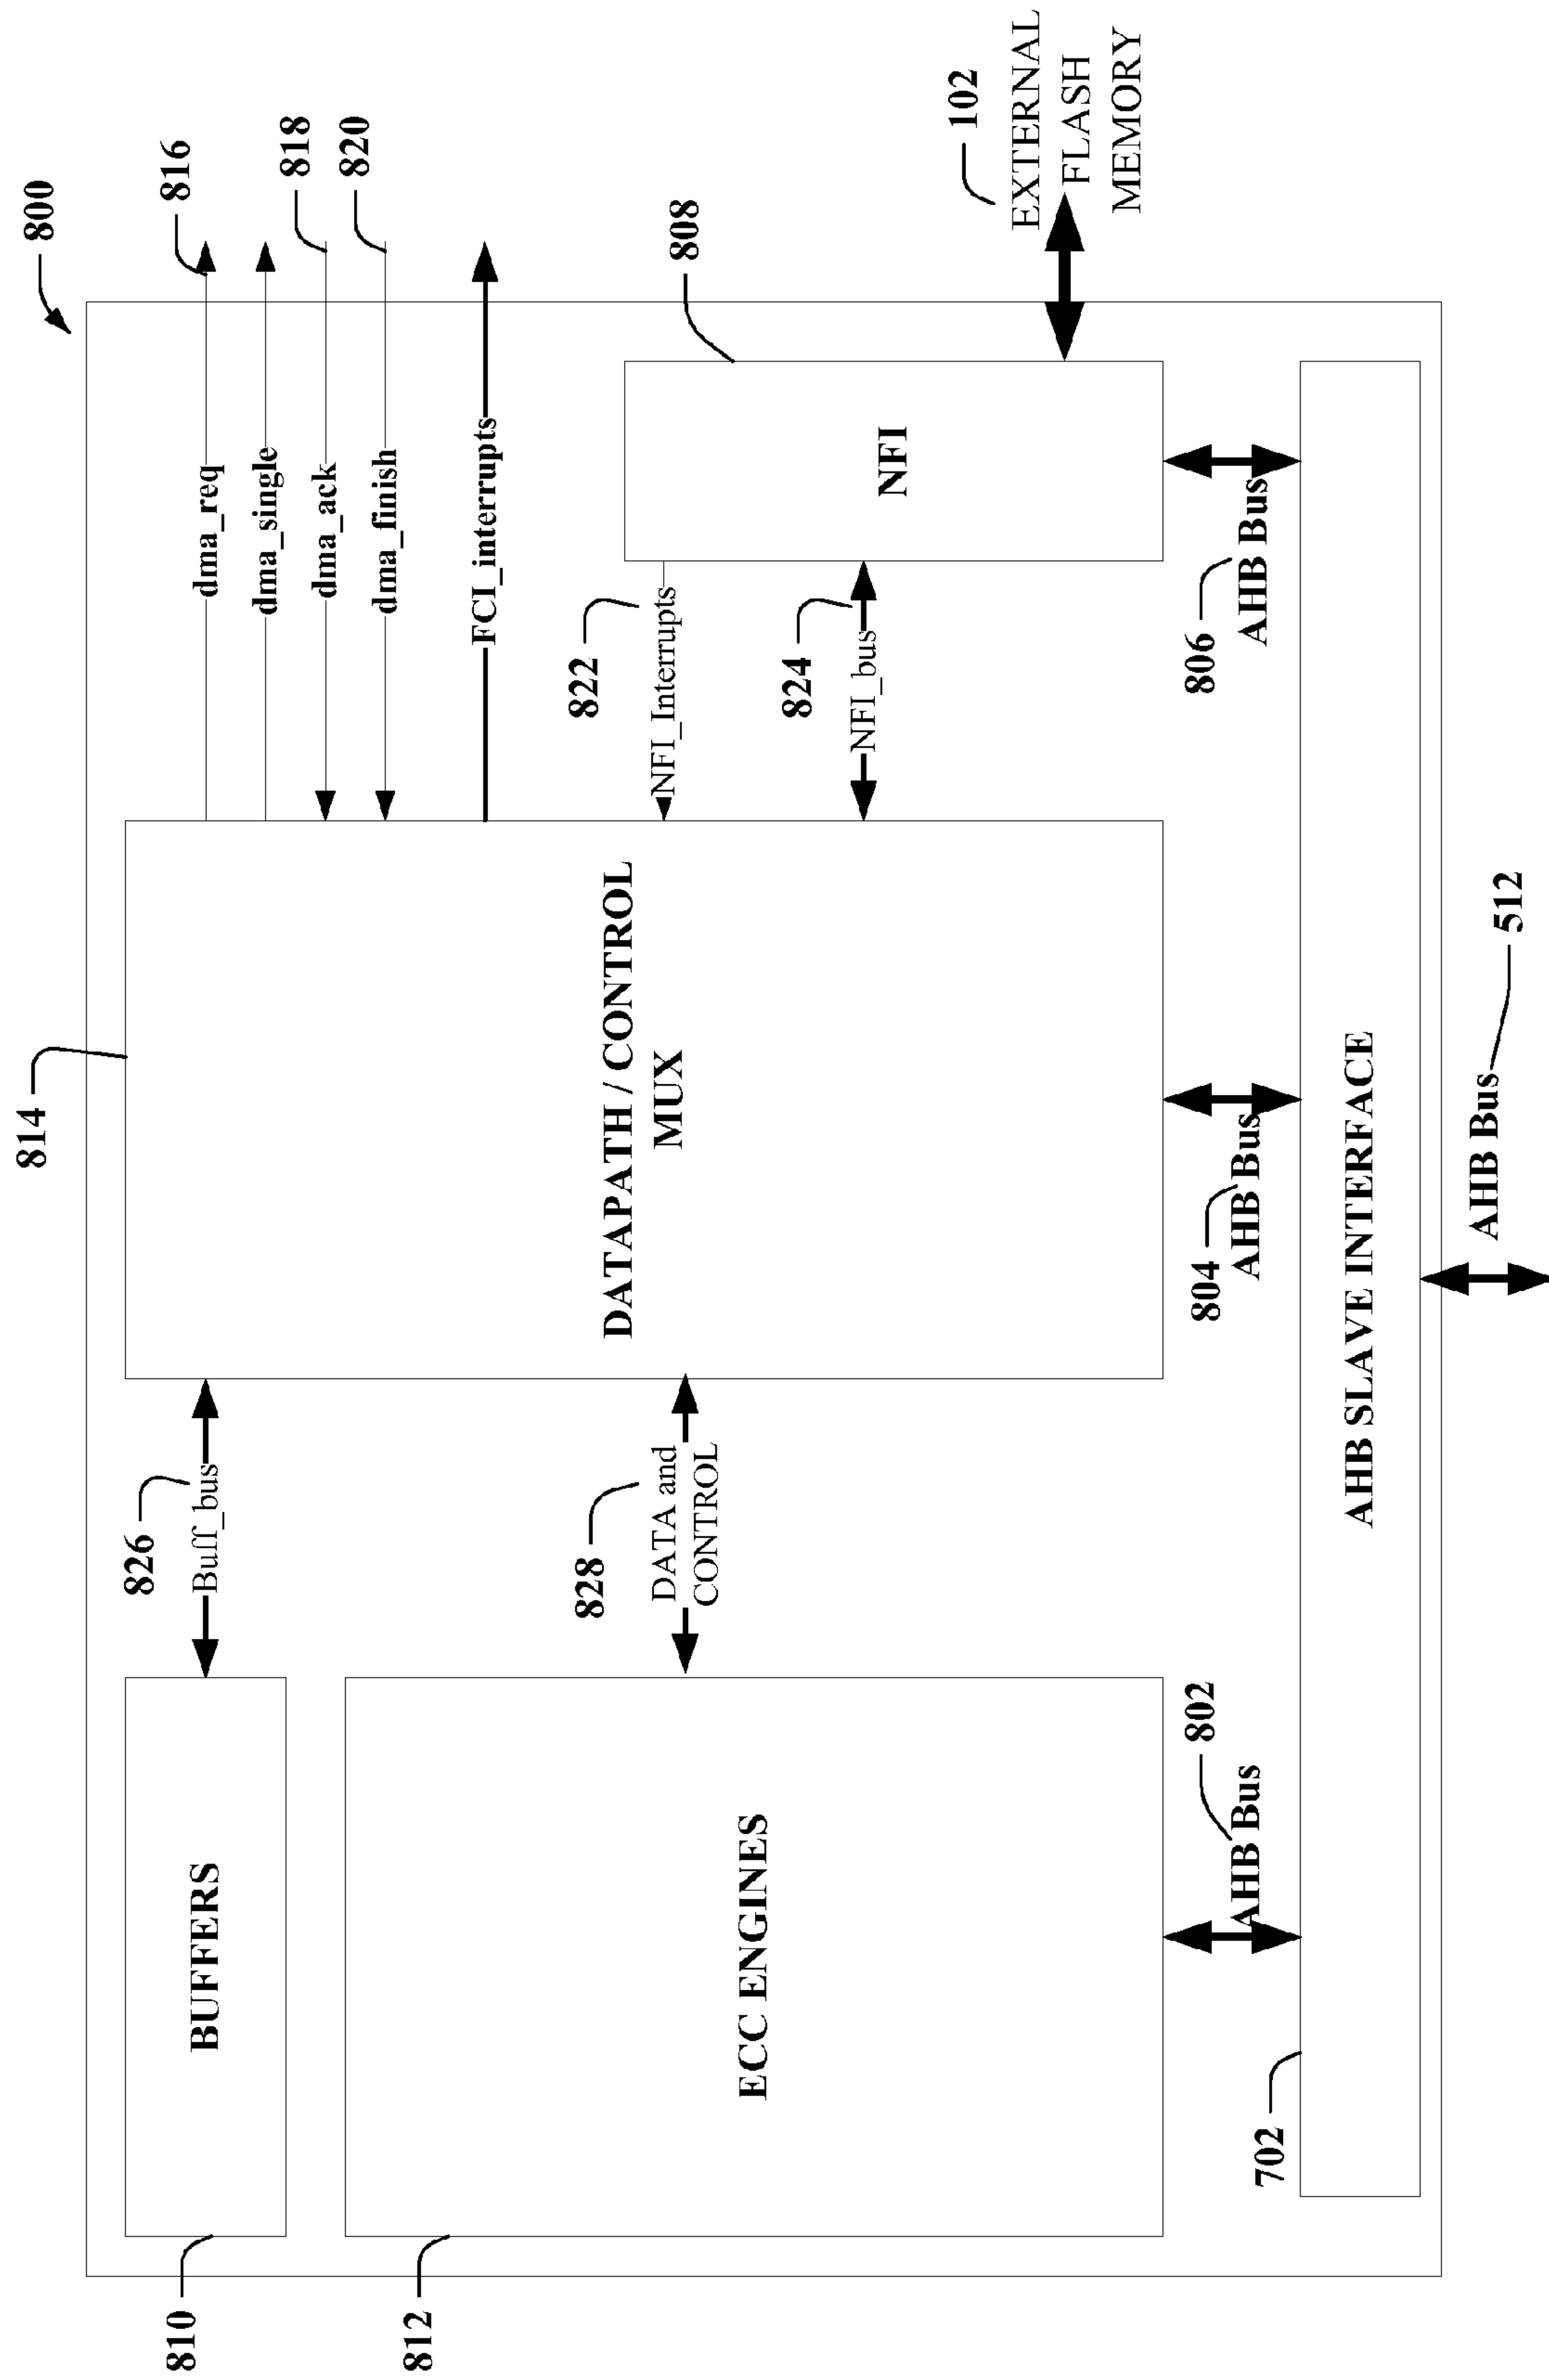 800
814
810
BUFFERS
826
Buff_bus
812
ECC ENGINES
828
DATA and
CONTROL
DATAPATH / CONTROL
MUX
dma_req
816
dma_single
dma_ack
818
dma_finish
820
FCI_interrupts
822
NFI_Interrupts
824
NFI_bus
808
NFI
102
EXTERNAL
FLASH
MEMORY
802
AHB Bus
804
AHB Bus
806
AHB Bus
702
AHB SLAVE INTERFACE
AHB Bus
512